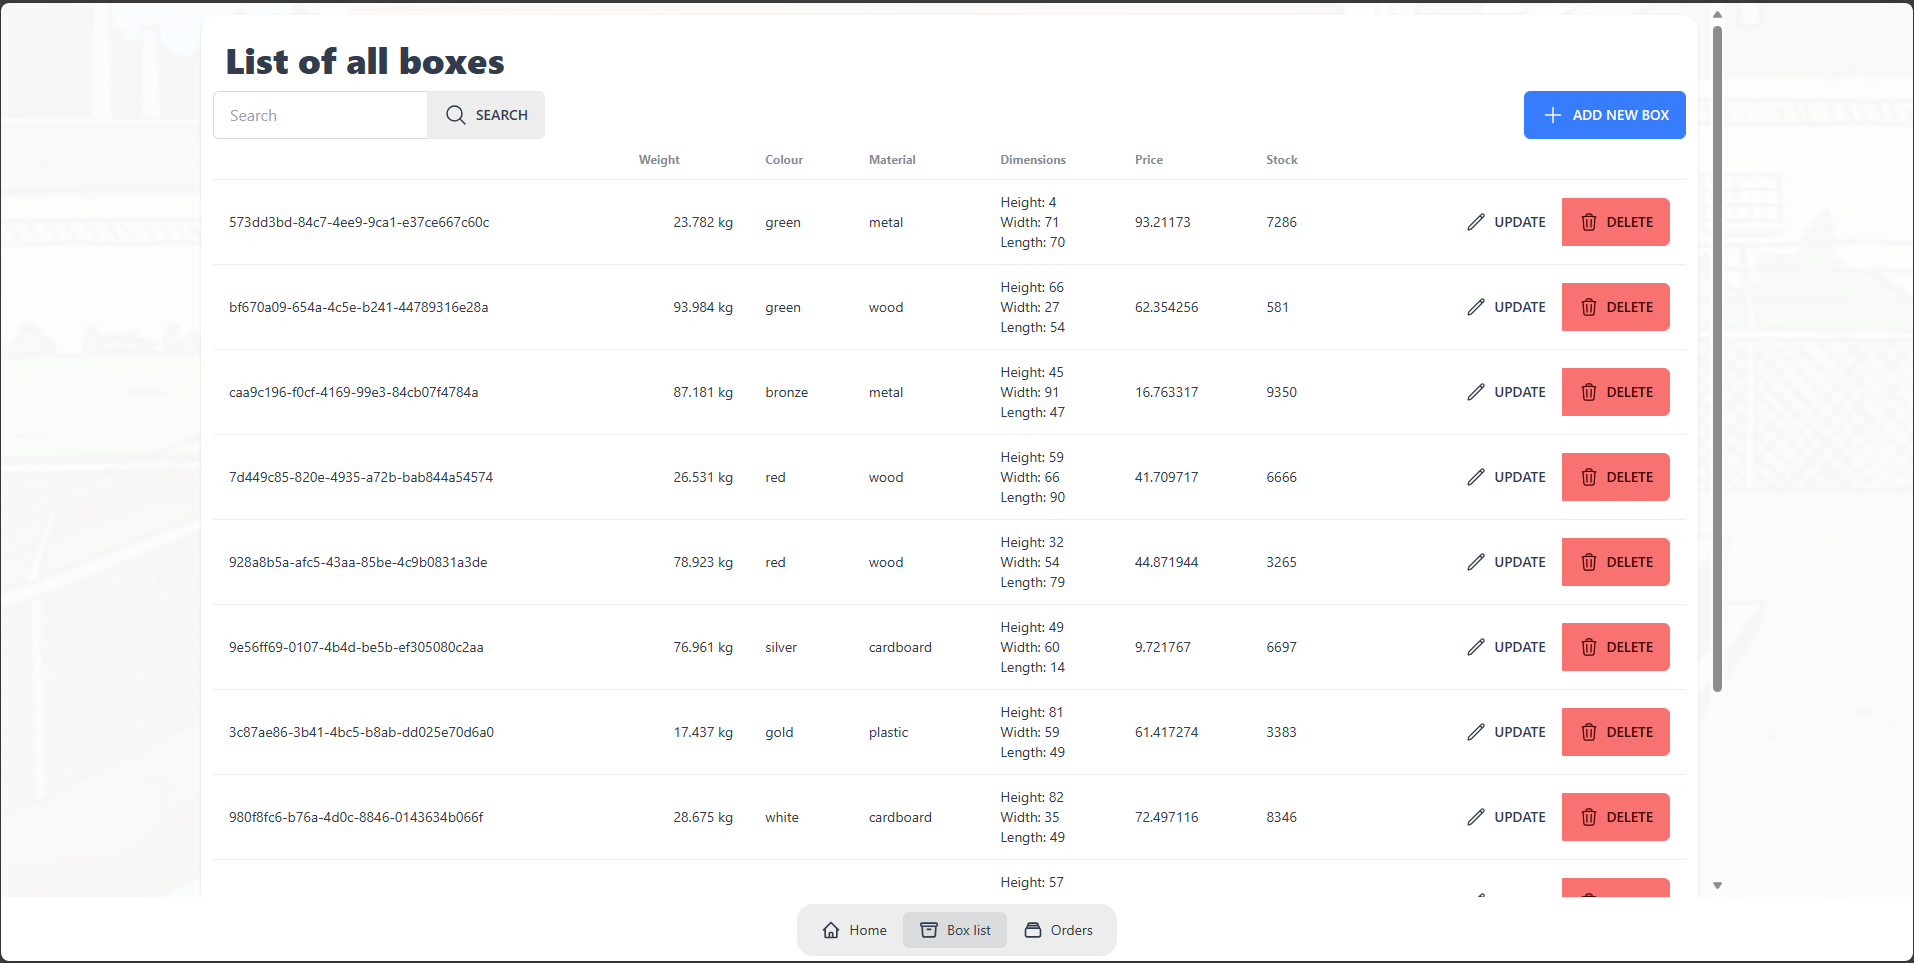 List of all boxes
Search SEARCH ADD NEW BOX
Weight Colour Material Dimensions Price Stock
Height: 4
573dd3bd-84c7-4ee9-9ca1-e37ce667c60c 23.782 kg green metal Width: 71 93.21173 7286 UPDATE DELETE
Length: 70
Height: 66
bf670a09-654a-4c5e-b241-44789316e28a 93.984 kg green wood Width: 27 62.354256 581 UPDATE DELETE
Length: 54
Height: 45
caa9c196-f0cf-4169-99e3-84cb07f4784a 87.181 kg bronze metal Width: 91 16.763317 9350 UPDATE DELETE
Length: 47
Height: 59
7d449c85-820e-4935-a72b-bab844a54574 26.531 kg red wood Width: 66 41.709717 6666 UPDATE DELETE
Length: 90
Height: 32
928a8b5a-afc5-43aa-85be-4c9b0831a3de 78.923 kg red wood Width: 54 44.871944 3265 UPDATE DELETE
Length: 79
Height: 49
9e56ff69-0107-4b4d-be5b-ef305080c2aa 76.961 kg silver cardboard Width: 60 9.721767 6697 UPDATE DELETE
Length: 14
Height: 81
3c87ae86-3b41-4bc5-b8ab-dd025e70d6a0 17.437 kg gold plastic Width: 59 61.417274 3383 UPDATE DELETE
Length: 49
Height: 82
980f8fc6-b76a-4d0c-8846-0143634b066f 28.675 kg white cardboard Width: 35 72.497116 8346 UPDATE DELETE
Length: 49
Height: 57
Home Box list Orders